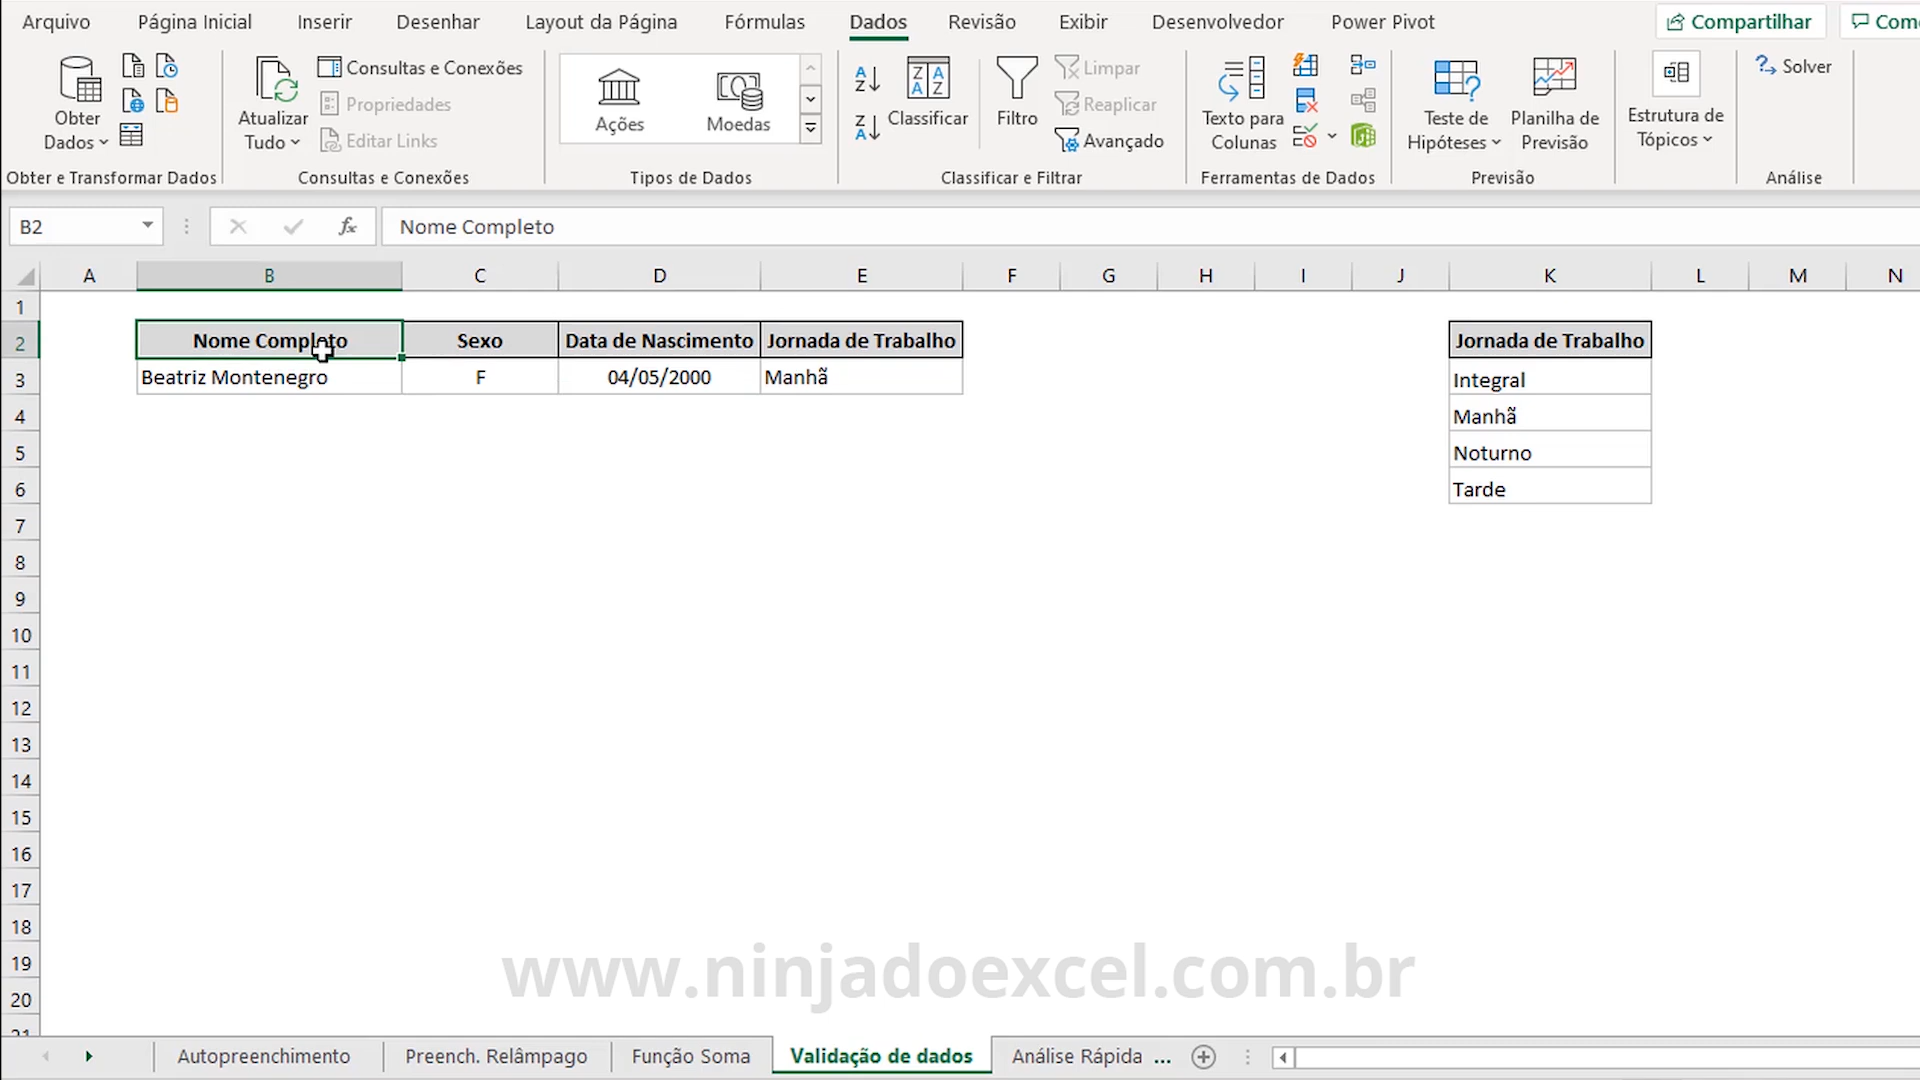 Arquivo Página Inicial Inserir Desenhar Layout da Página Fórmulas Dados Revisão Exibir Desenvolvedor Power Pivot Compartilhar
Obter Dados
Atualizar Tudo
Consultas e Conexões
Propriedades
Editar Links
Ações
Moedas
Classificar
Filtro
Limpar
Reaplicar
Avançado
Texto para Colunas
Teste de Hipóteses
Planilha de Previsão
Estrutura de Tópicos
Solver
Obter e Transformar Dados Consultas e Conexões Tipos de Dados Classificar e Filtrar Ferramentas de Dados Previsão Análise
B2 fx Nome Completo
A B C D E F G H I J K L M N
1
2 Nome Completo Sexo Data de Nascimento Jornada de Trabalho Jornada de Trabalho
3 Beatriz Montenegro F 04/05/2000 Manhã Integral
4 Manhã
5 Noturno
6 Tarde
7
8
9
10
11
12
13
14
15
16
17
18
19
20
www.ninjadoexcel.com.br
Autopreenchimento Preench. Relâmpago Função Soma Validação de dados Análise Rápida ...